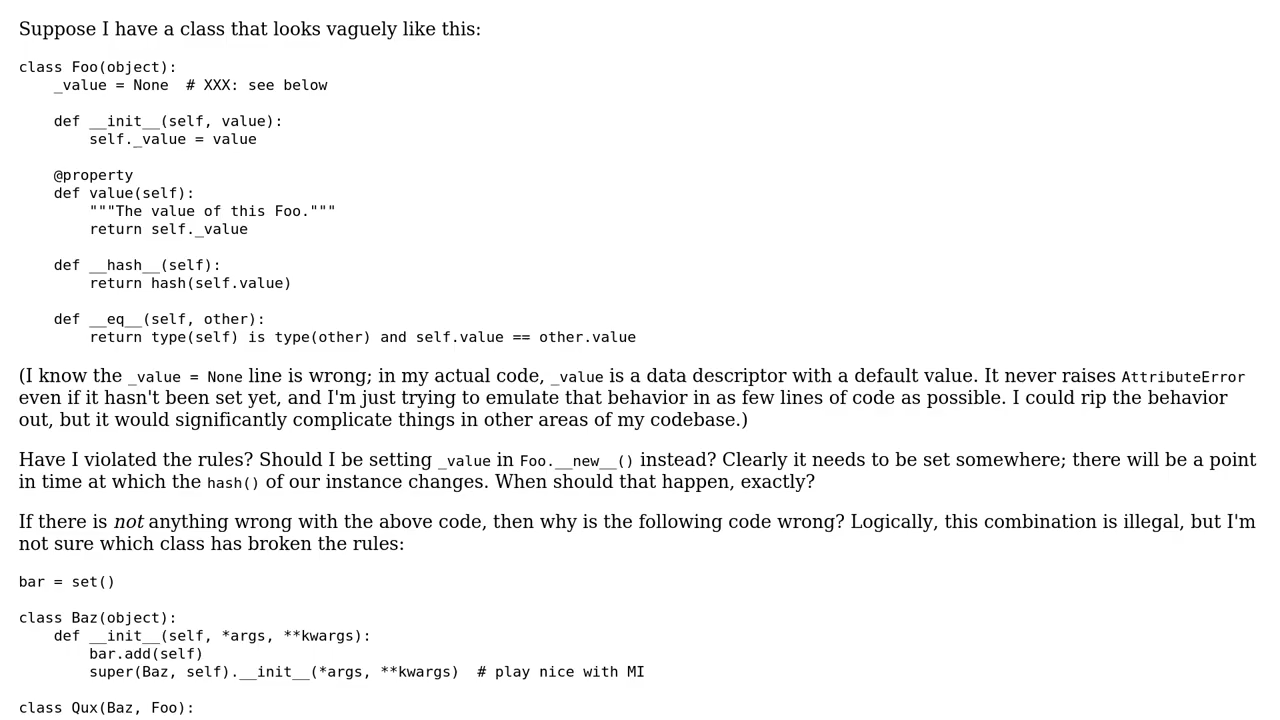 Suppose I have a class that looks vaguely like this:
class Foo(object):
    _value = None  # XXX: see below
    def __init__(self, value):
        self._value = value
    @property
    def value(self):
        """The value of this Foo."""
        return self._value
    def __hash__(self):
        return hash(self.value)
    def __eq__(self, other):
        return type(self) is type(other) and self.value == other.value
(I know the _value = None line is wrong; in my actual code, _value is a data descriptor with a default value. It never raises AttributeError
even if it hasn't been set yet, and I'm just trying to emulate that behavior in as few lines of code as possible. I could rip the behavior
out, but it would significantly complicate things in other areas of my codebase.)
Have I violated the rules? Should I be setting _value in Foo.__new__() instead? Clearly it needs to be set somewhere; there will be a point
in time at which the hash() of our instance changes. When should that happen, exactly?
If there is not anything wrong with the above code, then why is the following code wrong? Logically, this combination is illegal, but I'm
not sure which class has broken the rules:
bar = set()
class Baz(object):
    def __init__(self, *args, **kwargs):
        bar.add(self)
        super(Baz, self).__init__(*args, **kwargs)  # play nice with MI
class Qux(Baz, Foo):